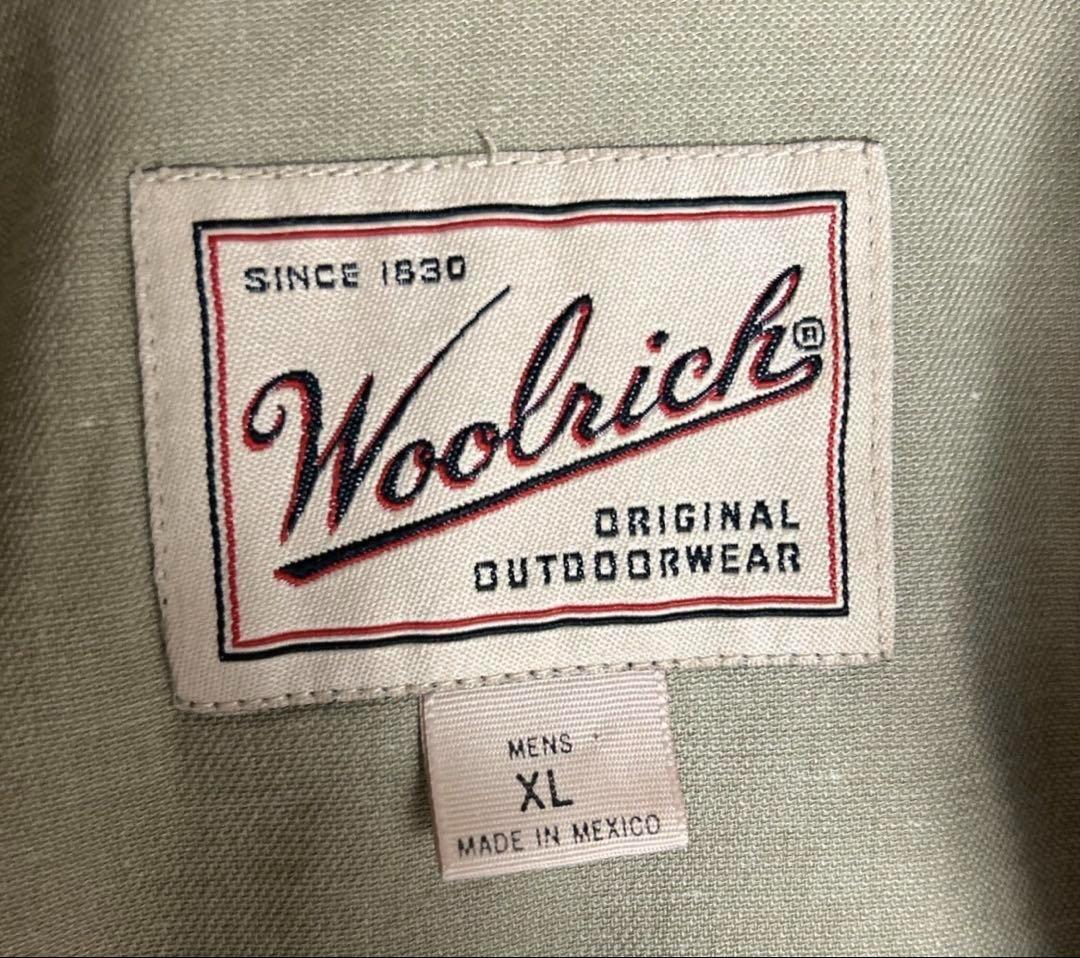 SINCE 1830
Woolrich®
ORIGINAL
OUTDOORWEAR
MENS
XL
MADE IN MEXICO